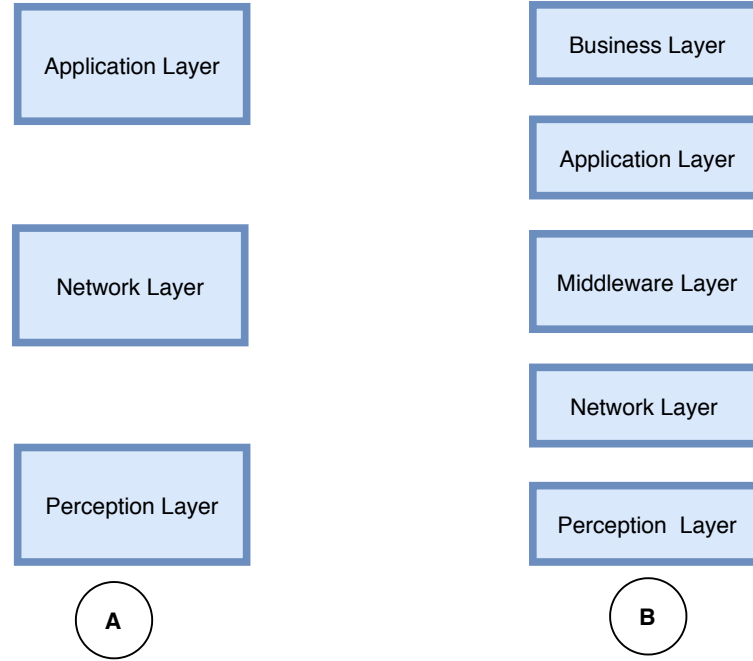 Application Layer
Network Layer
Perception Layer
A
Business Layer
Application Layer
Middleware Layer
Network Layer
Perception  Layer
B